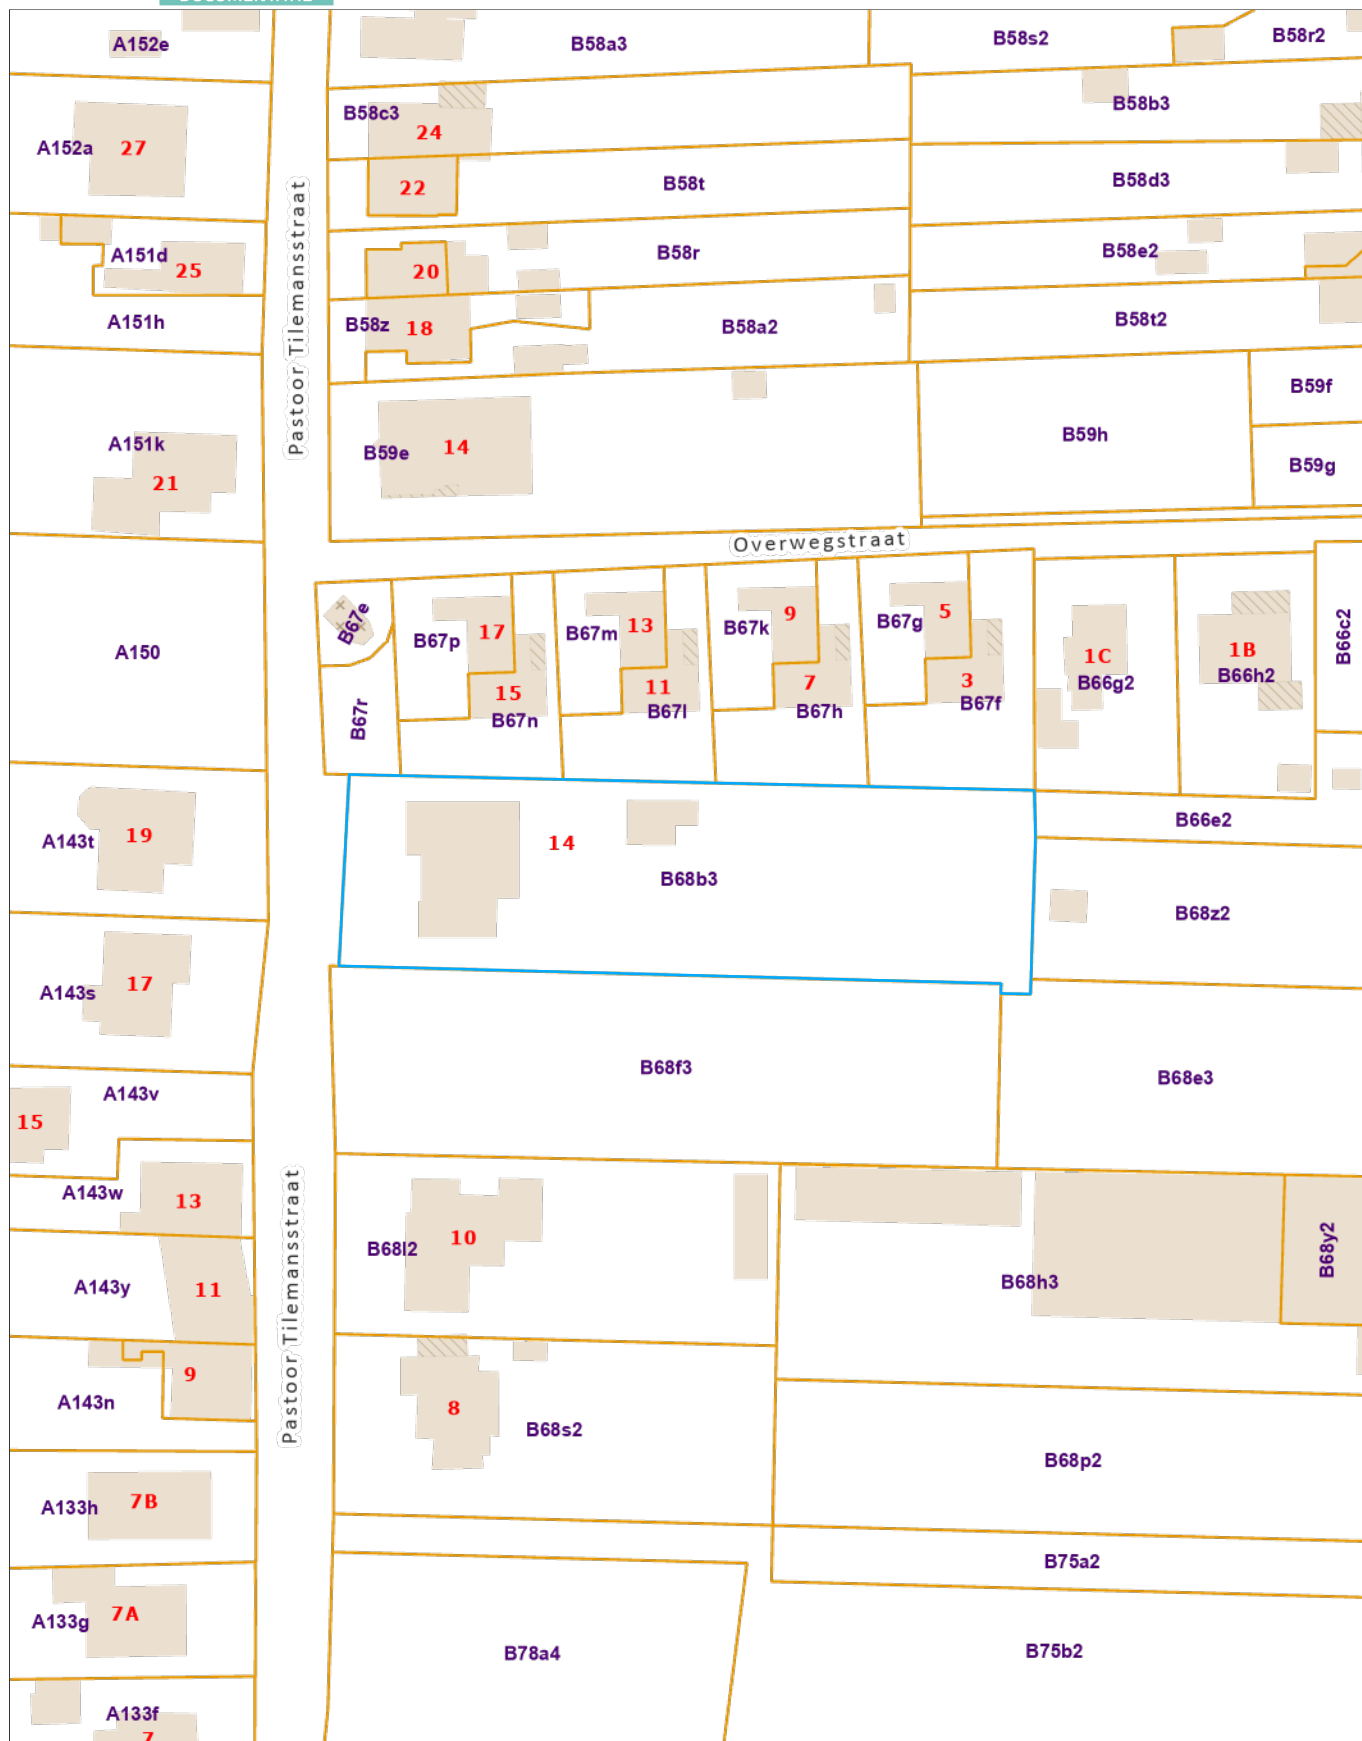 A152e
B58a3
B58s2
B58r2
B58c3
24
B58b3
A152a
27
22
B58t
B58d3
Pastoor Tilemansstraat
A151d
25
20
B58r
B58e2
A151h
B58z
18
B58a2
B58t2
B59f
A151k
21
B59e
14
B59h
B59g
Overwegstraat
A150
B67e
B67p
17
B67m
13
B67k
9
B67g
5
1C
B66g2
1B
B66h2
B66c2
B67r
15
B67n
11
B67l
7
B67h
3
B67f
A143t
19
14
B68b3
B66e2
B68z2
A143s
17
B68f3
B68e3
A143v
15
A143w
13
Pastoor Tilemansstraat
B68l2
10
B68h3
B68y2
A143y
11
A143n
9
8
B68s2
B68p2
A133h
7B
B75a2
A133g
7A
B78a4
B75b2
A133f
7